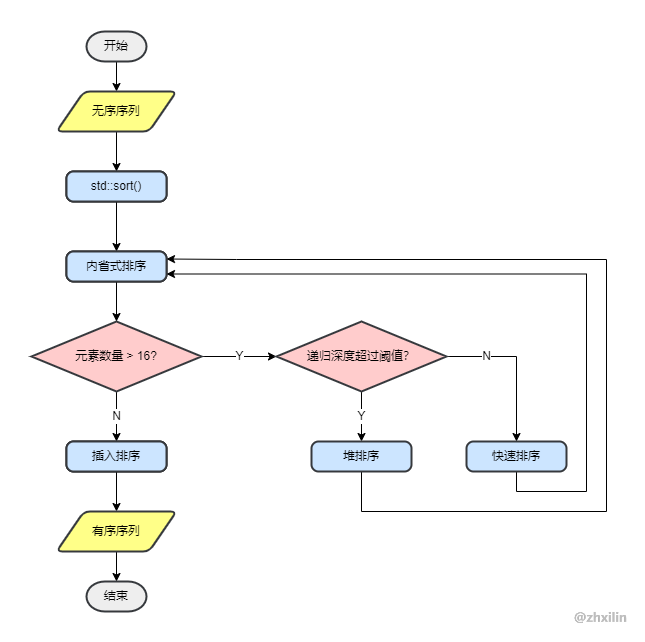 开始
无序序列
std::sort()
内省式排序
元素数量 > 16?
Y
递归深度超过阈值?
N
N
Y
插入排序
堆排序
快速排序
有序序列
结束
@zhxilin